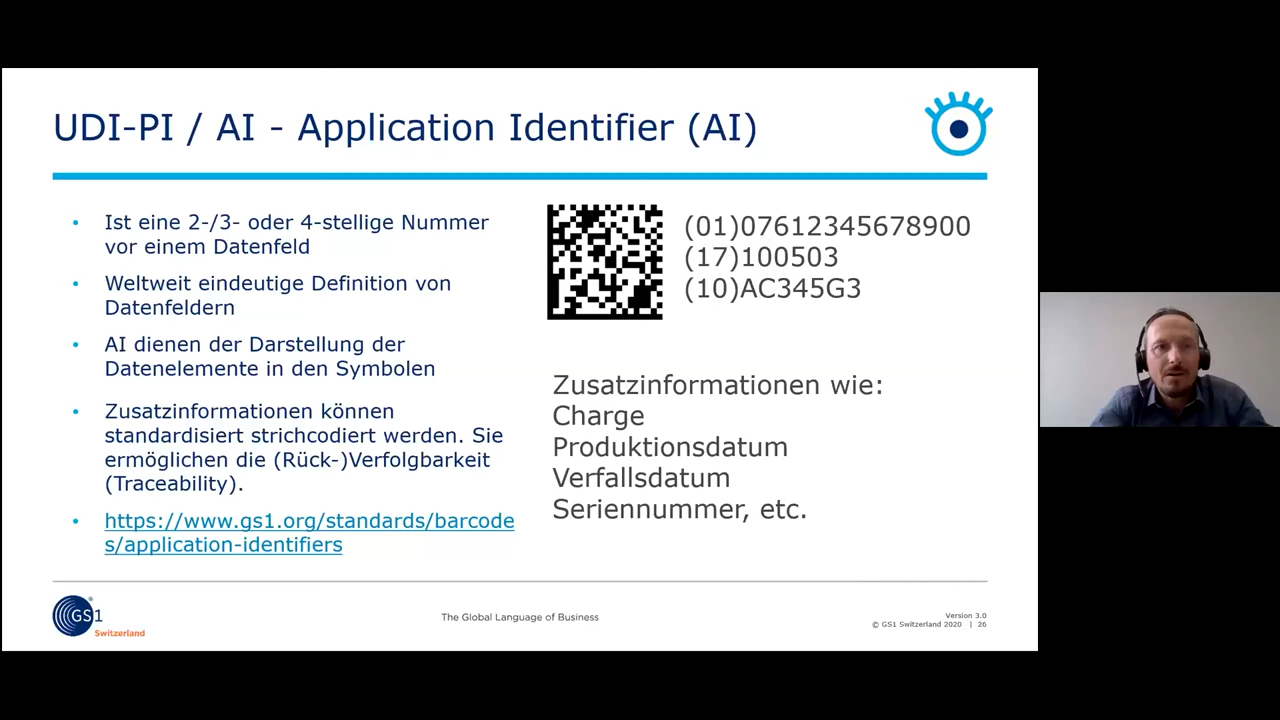 UDI-PI / AI - Application Identifier (AI)
• Ist eine 2-/3- oder 4-stellige Nummer
vor einem Datenfeld
• Weltweit eindeutige Definition von
Datenfeldern
• AI dienen der Darstellung der
Datenelemente in den Symbolen
• Zusatzinformationen können
standardisiert strichcodiert werden. Sie
ermöglichen die (Rück-)Verfolgbarkeit
(Traceability).
• https://www.gs1.org/standards/barcode
s/application-identifiers
(01)07612345678900
(17)100503
(10)AC345G3
Zusatzinformationen wie:
Charge
Produktionsdatum
Verfallsdatum
Seriennummer, etc.
GS1
Switzerland
The Global Language of Business
Version 3.0
© GS1 Switzerland 2020 | 26